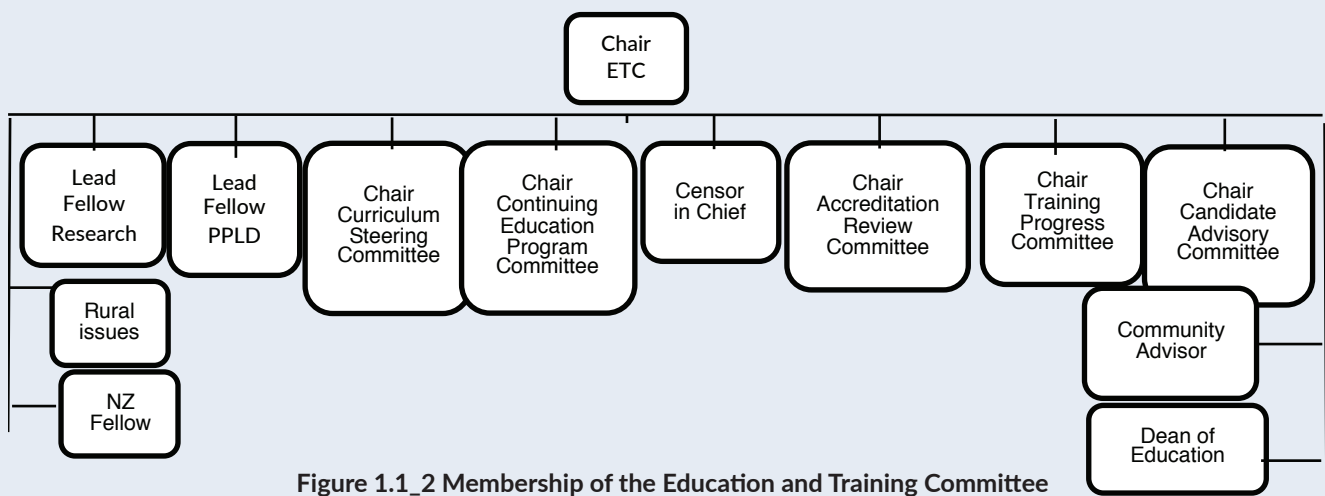 Chair
ETC
Lead
Fellow
Research
Lead
Fellow
PPLD
Chair
Curriculum
Steering
Committee
Chair
Continuing
Education
Program
Committee
Censor
in Chief
Chair
Accreditation
Review
Committee
Chair
Training
Progress
Committee
Chair
Candidate
Advisory
Committee
Rural
issues
NZ
Fellow
Community
Advisor
Dean of
Education
Figure 1.1_2 Membership of the Education and Training Committee